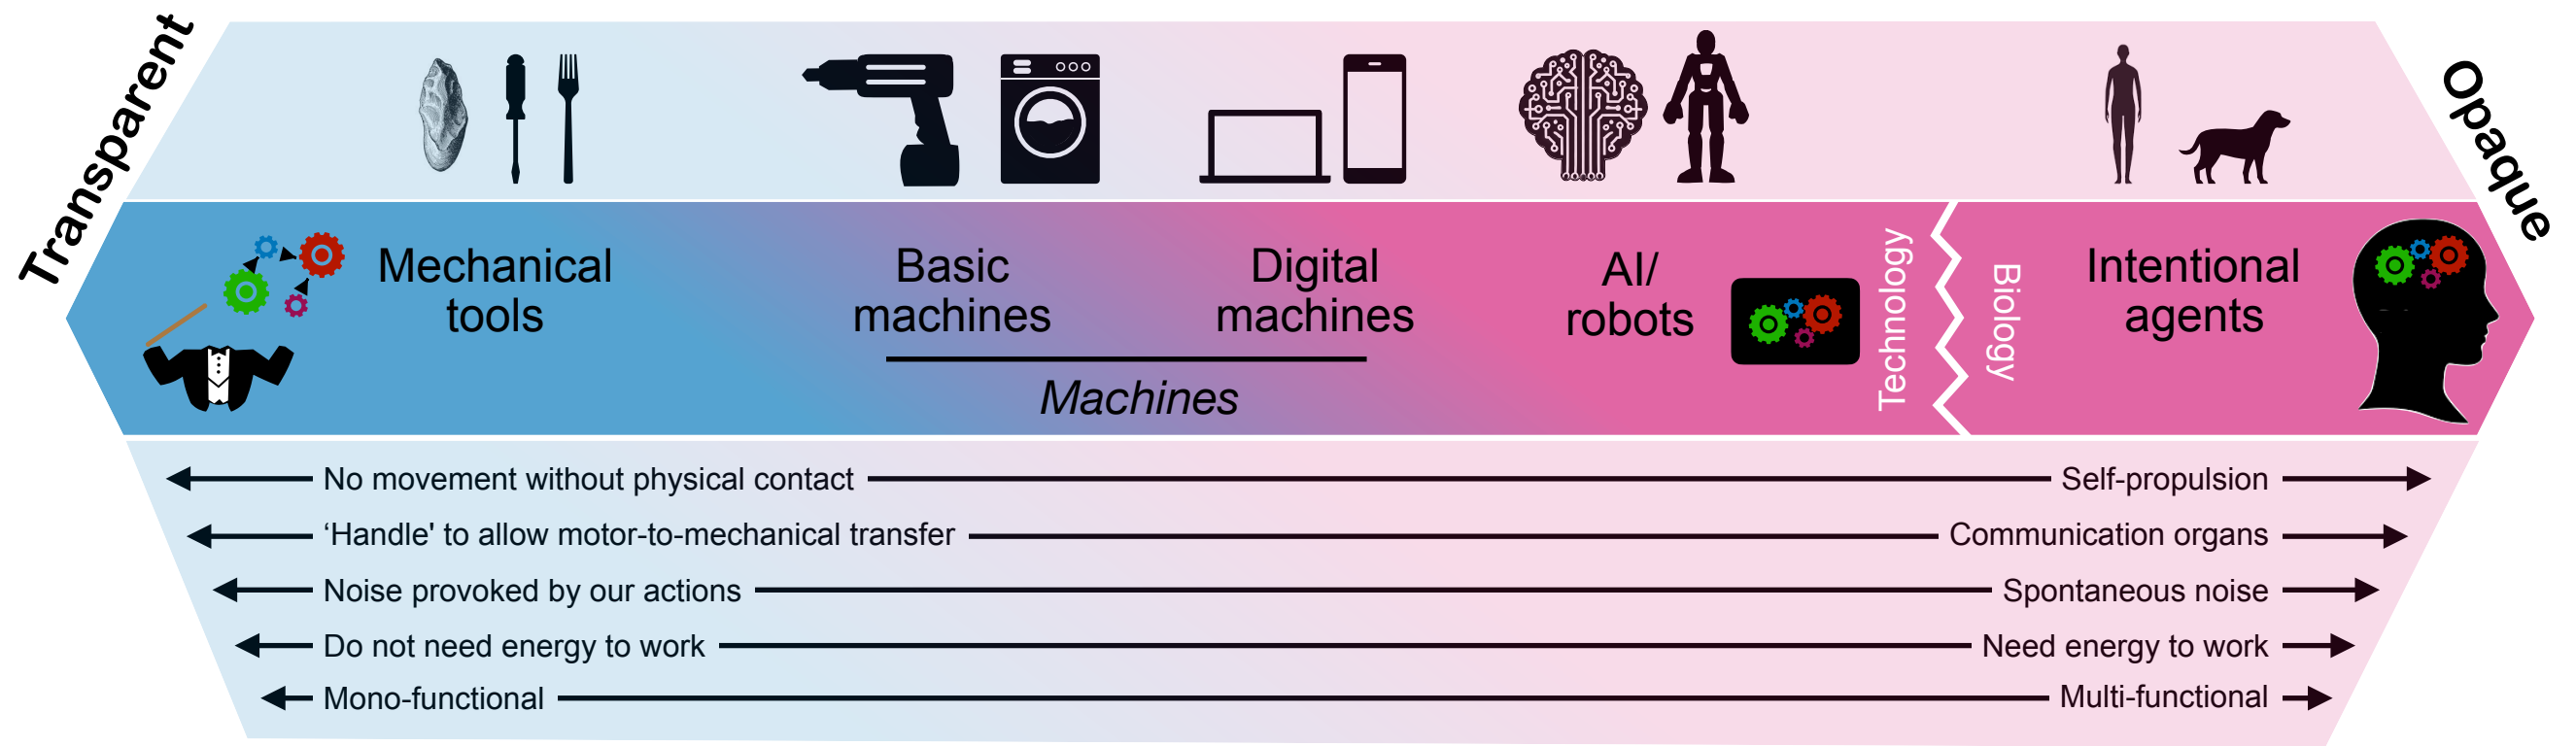 Transparent
Opaque
Mechanical
tools
Basic
machines
Digital
machines
Machines
AI/
robots
Technology
Biology
Intentional
agents
No movement without physical contact
Self-propulsion
‘Handle' to allow motor-to-mechanical transfer
Communication organs
Noise provoked by our actions
Spontaneous noise
Do not need energy to work
Need energy to work
Mono-functional
Multi-functional